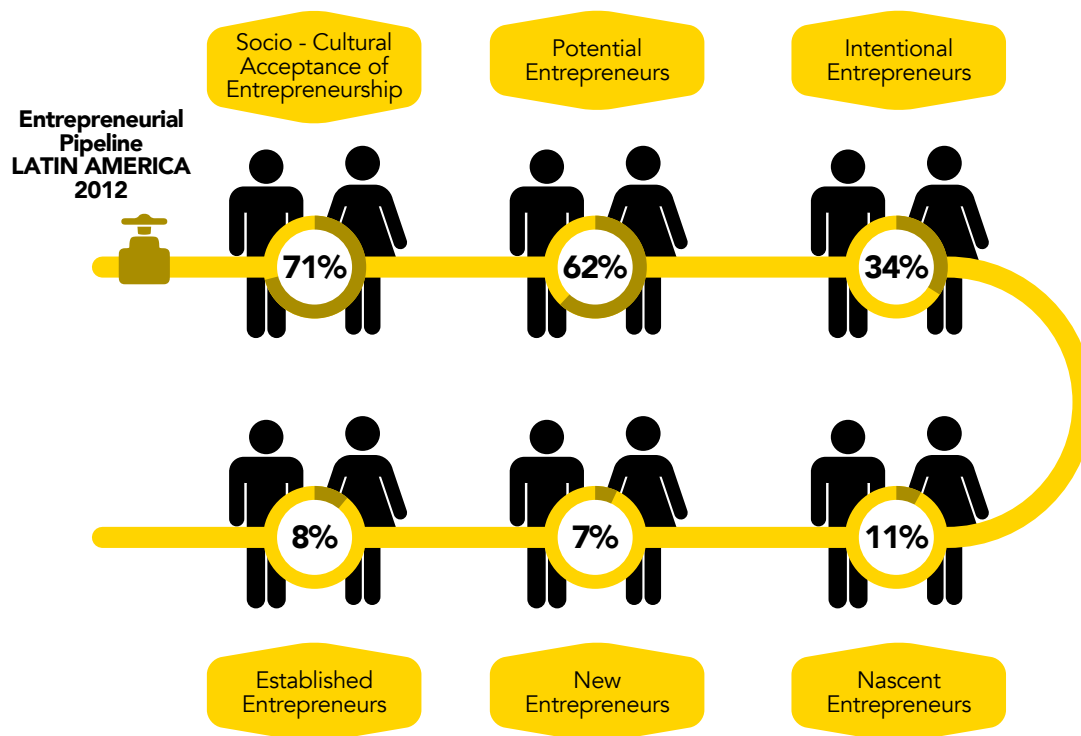 Entrepreneurial
Pipeline
LATIN AMERICA
2012
Socio - Cultural
Acceptance of
Entrepreneurship
Potential
Entrepreneurs
Intentional
Entrepreneurs
71%
62%
34%
8%
7%
11%
Established
Entrepreneurs
New
Entrepreneurs
Nascent
Entrepreneurs